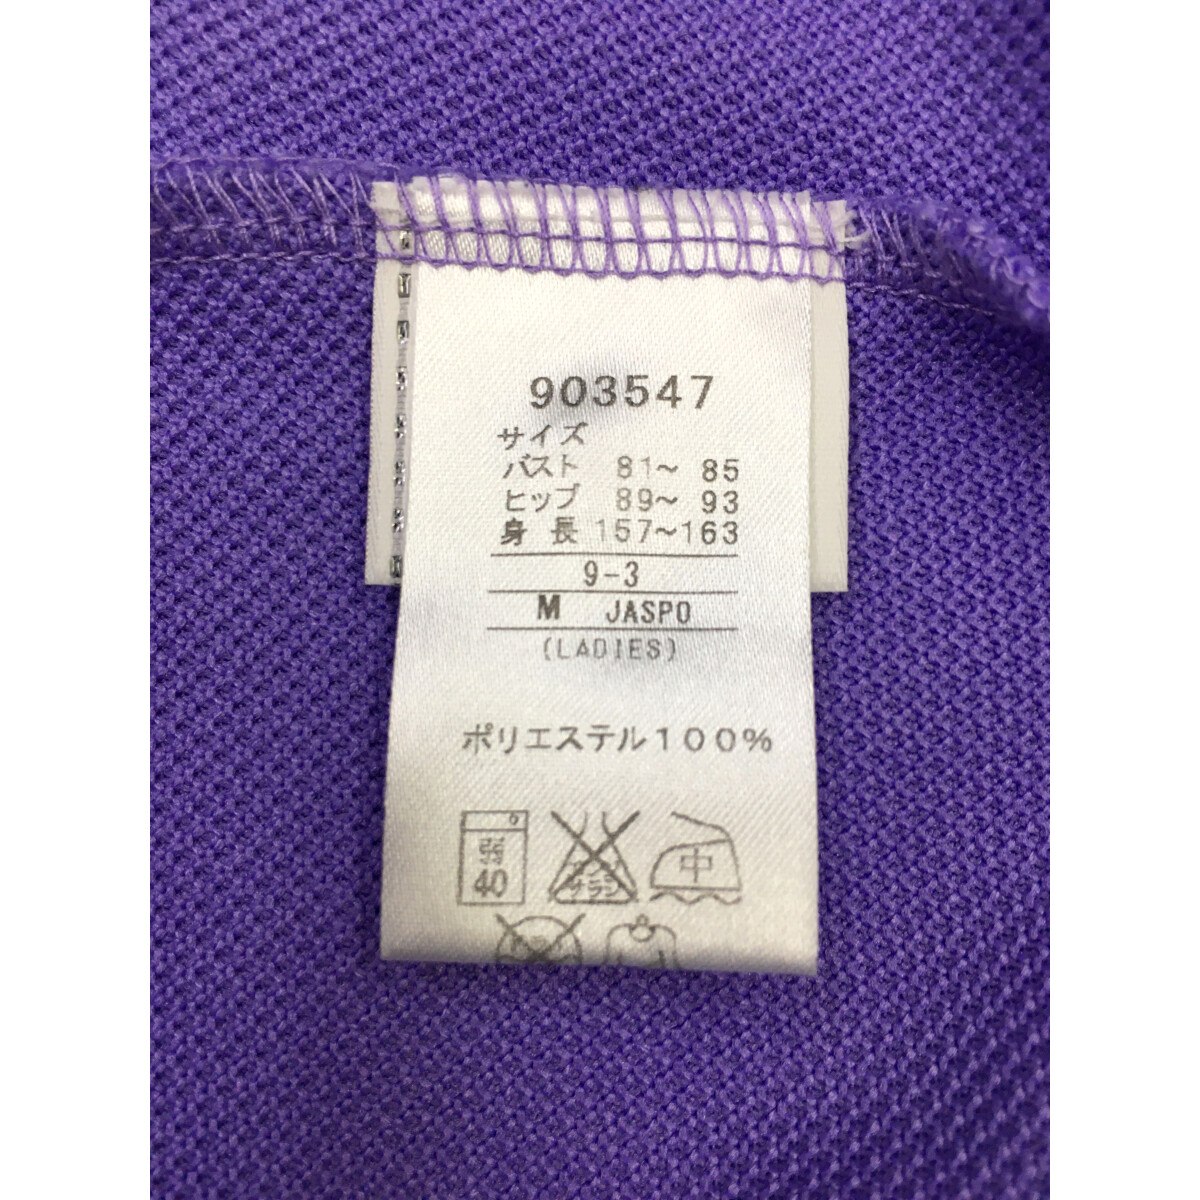 903547
サイズ
バスト 81～ 85
ヒップ 89～ 93
身長 157～163
9-3
M JASPO
(LADIES)
ポリエステル100%
40
中